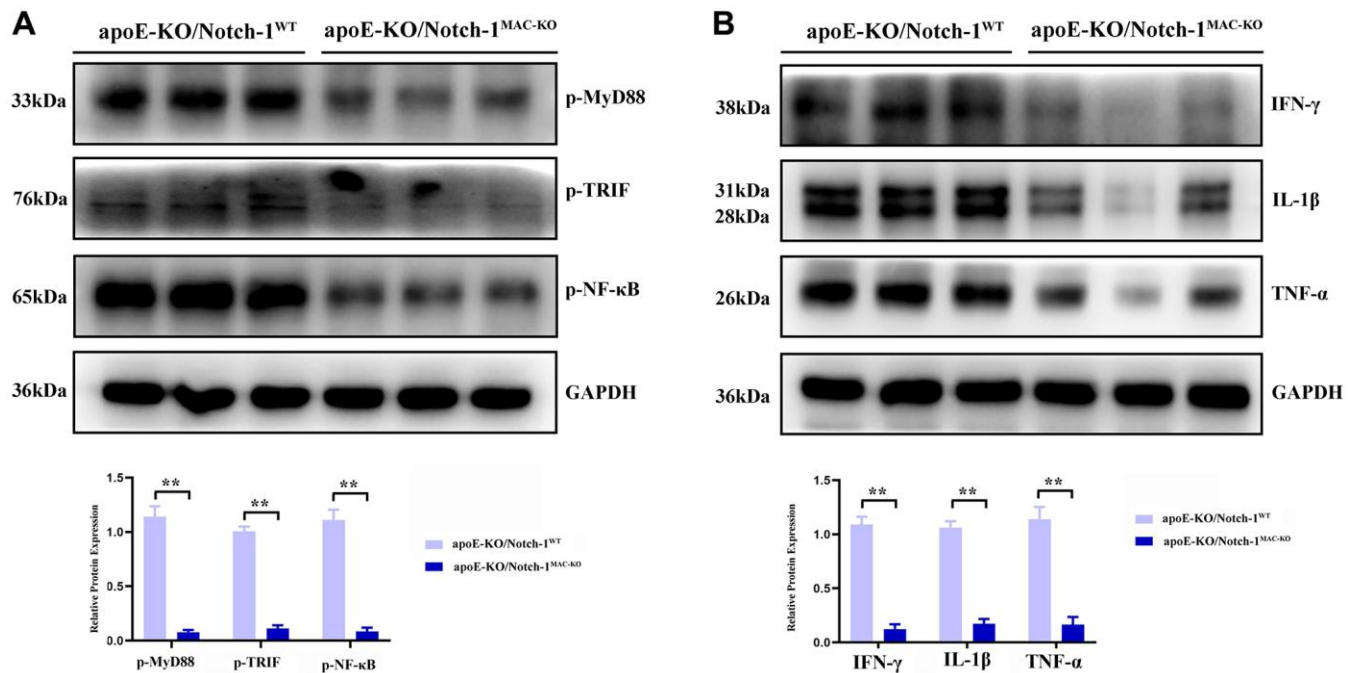 A
apoE-KO/Notch-1WT
apoE-KO/Notch-1MAC-KO
33kDa
p-MyD88
76kDa
p-TRIF
65kDa
p-NF-κB
36kDa
GAPDH
1.5
1.0
0.5
0.0
Relative Protein Expression
**
**
**
p-MyD88
p-TRIF
p-NF-κB
apoE-KO/Notch-1WT
apoE-KO/Notch-1MAC-KO
B
apoE-KO/Notch-1WT
apoE-KO/Notch-1MAC-KO
38kDa
IFN-γ
31kDa
28kDa
IL-1β
26kDa
TNF-α
36kDa
GAPDH
1.5
1.0
0.5
0.0
Relative Protein Expression
**
**
**
IFN-γ
IL-1β
TNF-α
apoE-KO/Notch-1WT
apoE-KO/Notch-1MAC-KO